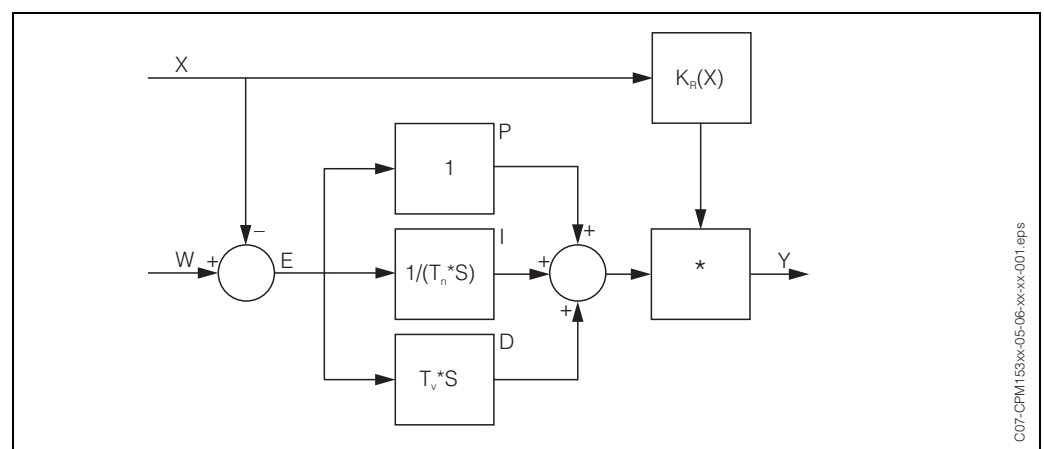 X
K_R(X)
P
1
–
+
W
+
E
I
1/(T_n*S)
+
*
Y
+
D
T_v*S
C07-CPM153xx-05-06-xx-xx-001.eps